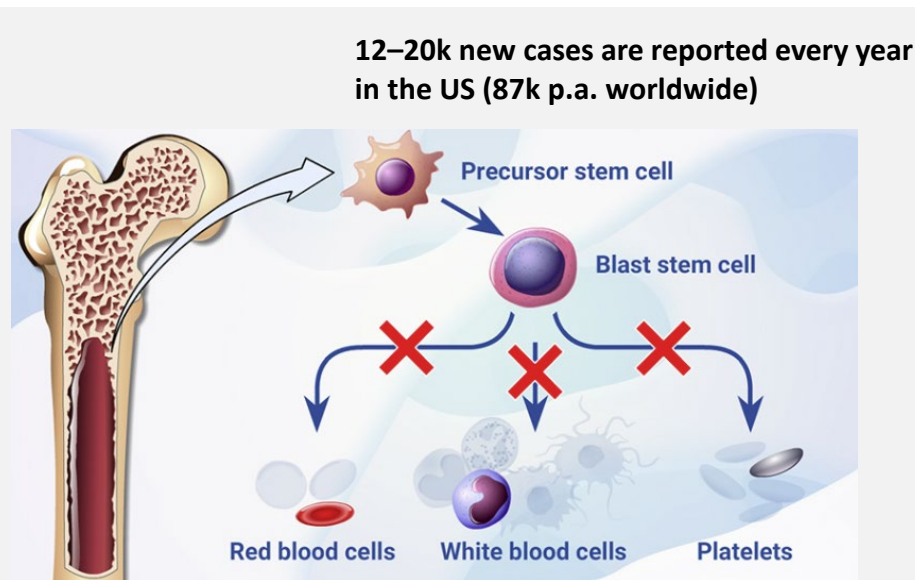 12–20k new cases are reported every year
in the US (87k p.a. worldwide)
Precursor stem cell
Blast stem cell
Red blood cells
White blood cells
Platelets